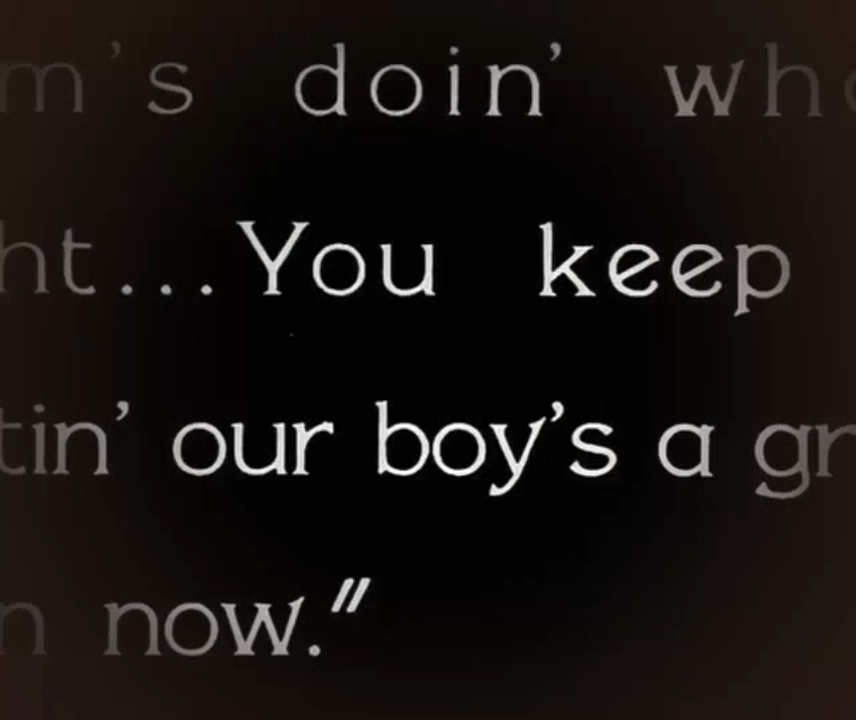 m’s doin’ wh
ht...You keep
tin’ our boy’s a gr
n now.”